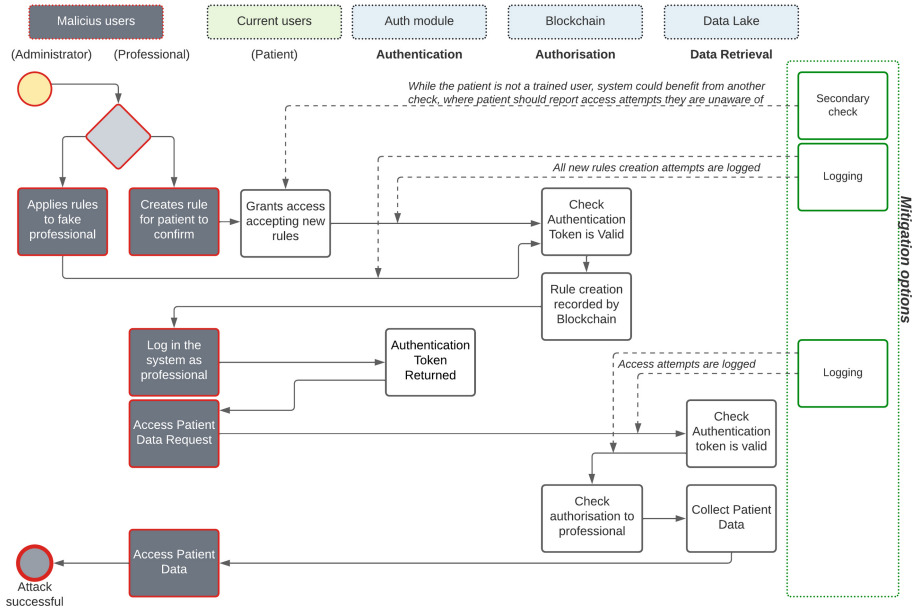 Malicius users
Current users
Auth module
Blockchain
Data Lake
(Administrator)
(Professional)
(Patient)
Authentication
Authorisation
Data Retrieval
While the patient is not a trained user, system could benefit from another
check, where patient should report access attempts they are unaware of
Secondary
check
All new rules creation attempts are logged
Logging
Applies rules
to fake
professional
Creates rule
for patient to
confirm
Grants access
accepting new
rules
Check
Authentication
Token is Valid
Mitigation options
Rule creation
recorded by
Blockchain
Log in the
system as
professional
Authentication
Token
Returned
Access attempts are logged
Logging
Access Patient
Data Request
Check
Authentication
token is valid
Check
authorisation to
professional
Collect Patient
Data
Access Patient
Data
Attack
successful